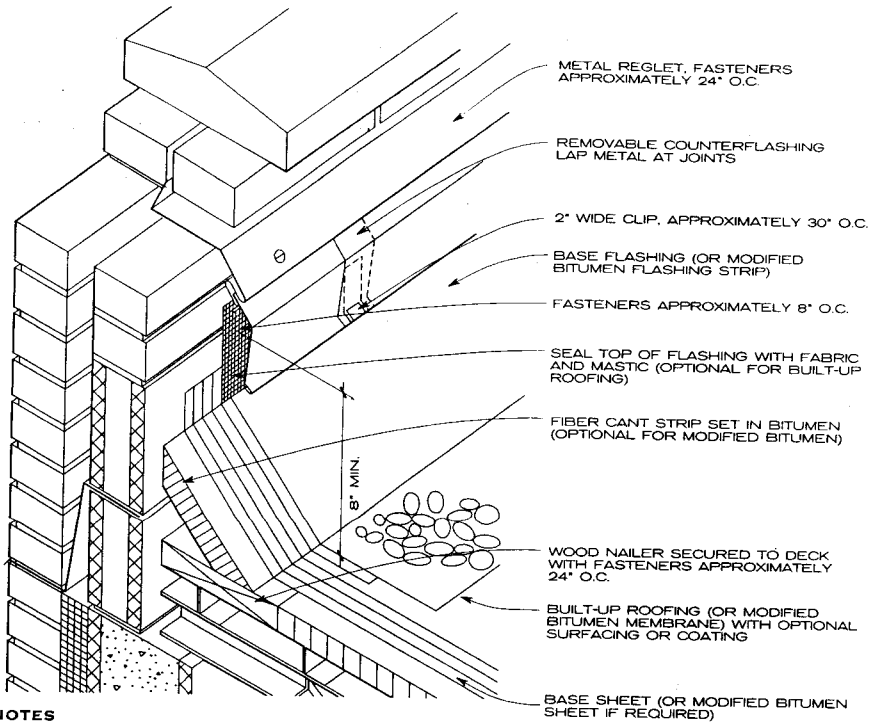 METAL REGLET, FASTENERS
APPROXIMATELY 24" O.C.
REMOVABLE COUNTERFLASHING
LAP METAL AT JOINTS
2" WIDE CLIP, APPROXIMATELY 30" O.C.
BASE FLASHING (OR MODIFIED
BITUMEN FLASHING STRIP)
FASTENERS APPROXIMATELY 8" O.C.
SEAL TOP OF FLASHING WITH FABRIC
AND MASTIC (OPTIONAL FOR BUILT-UP
ROOFING)
FIBER CANT STRIP SET IN BITUMEN
(OPTIONAL FOR MODIFIED BITUMEN)
8" MIN.
WOOD NAILER SECURED TO DECK
WITH FASTENERS APPROXIMATELY
24" O.C.
BUILT-UP ROOFING (OR MODIFIED
BITUMEN MEMBRANE) WITH OPTIONAL
SURFACING OR COATING
BASE SHEET (OR MODIFIED BITUMEN
SHEET IF REQUIRED)
NOTES